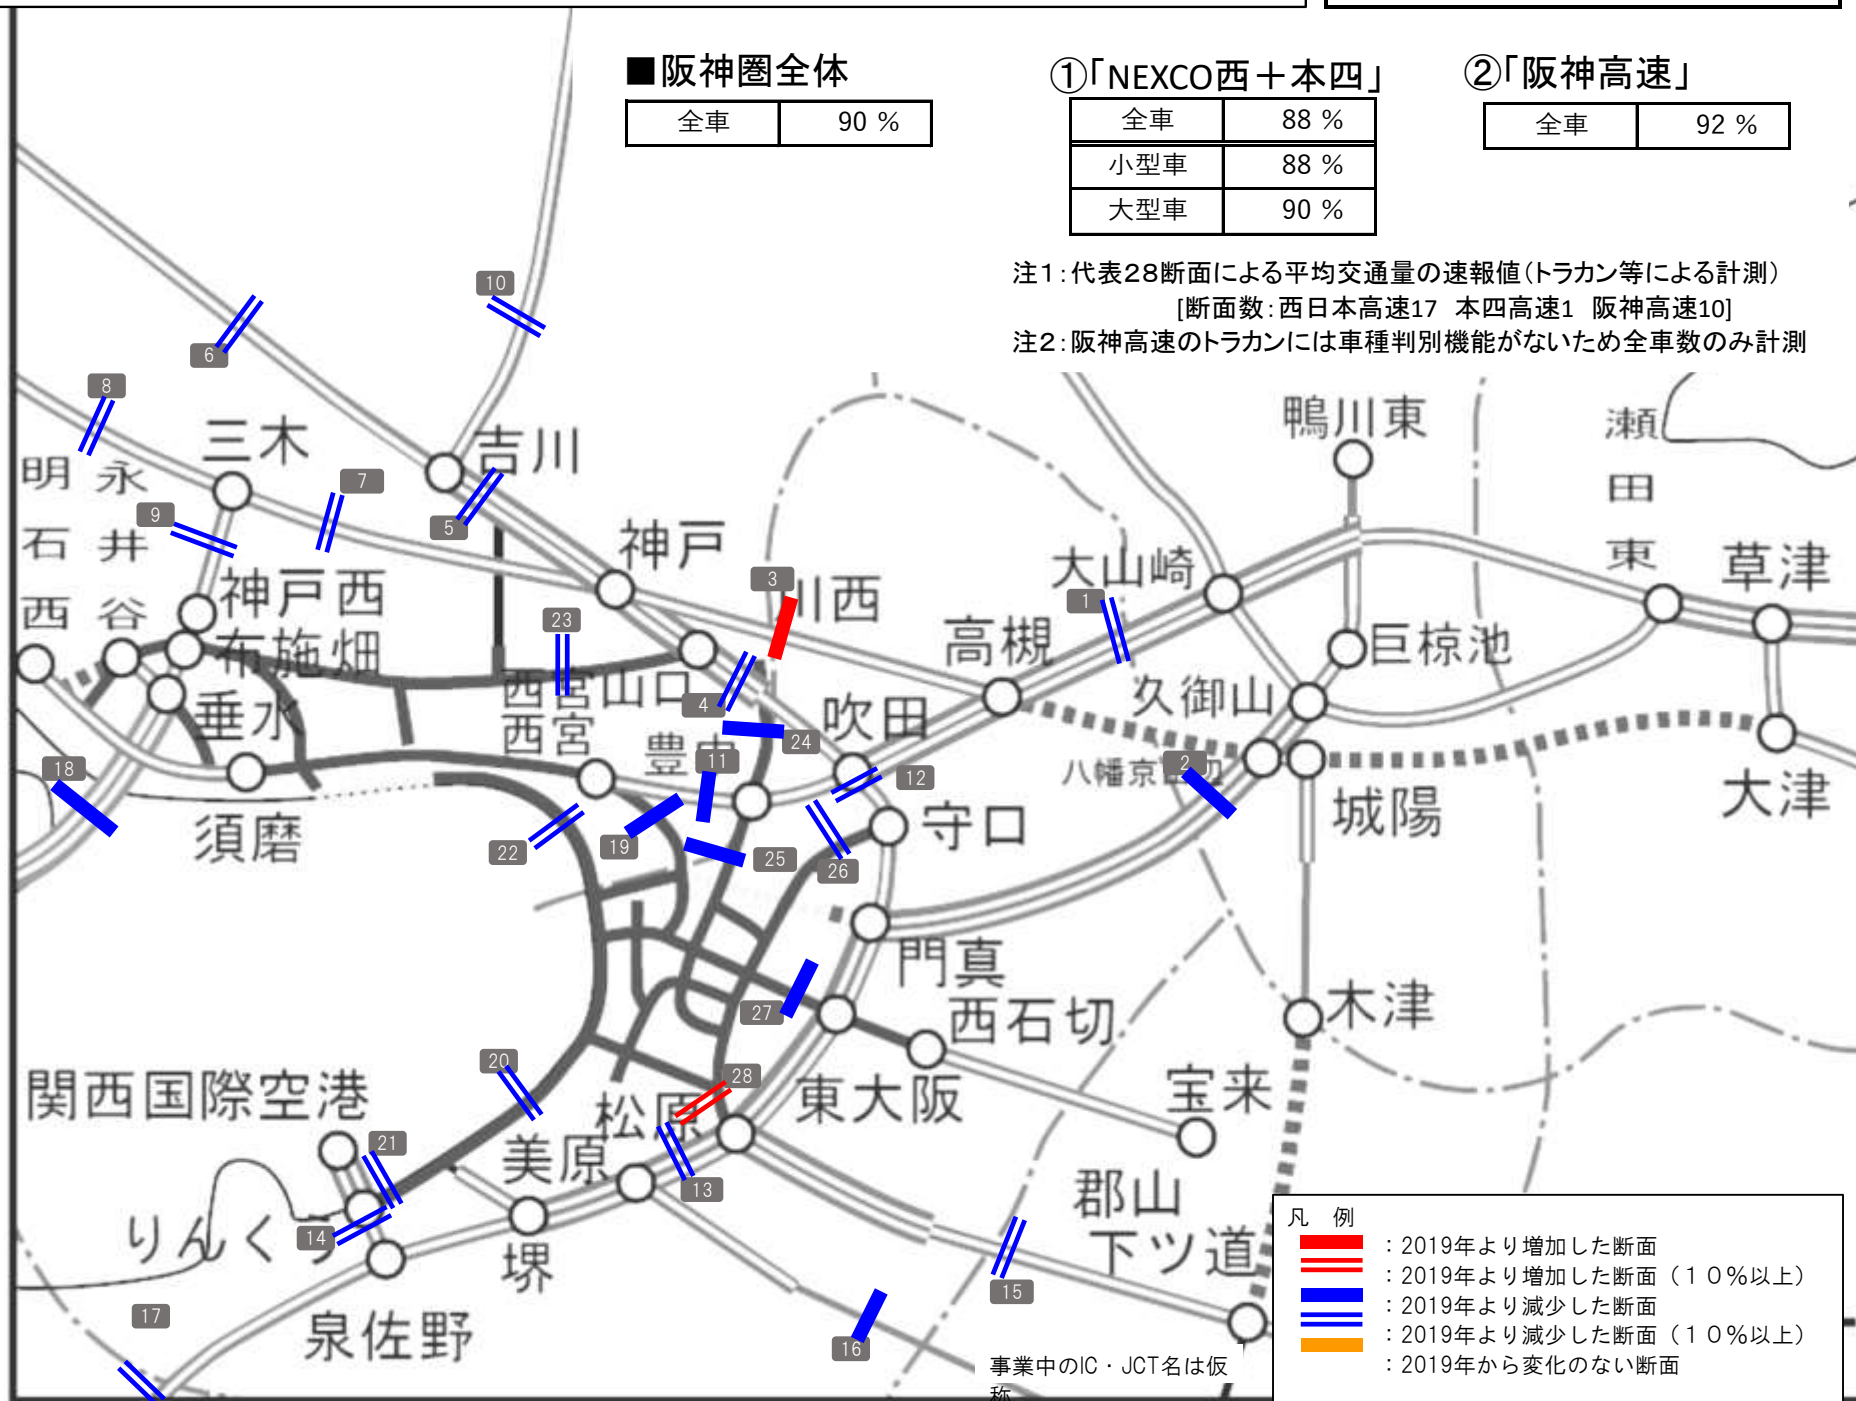 ■阪神圏全体
全車 90 %
①「NEXCO西＋本四」
全車 88 %
小型車 88 %
大型車 90 %
②「阪神高速」
全車 92 %
注１：代表28断面による平均交通量の速報値（トラカン等による計測）
[断面数：西日本高速17 本四高速1 阪神高速10]
注２：阪神高速のトラカンには車種判別機能がないため全車数のみ計測
10
6
8
三木
吉川
鴨川東
瀬田東
明石西
永井谷
7
9
5
神戸
3
川西
大山崎
1
草津
神戸西
布施畑
23
高槻
巨椋池
西宮山口
西宮
4
久御山
垂水
吹田
24
豊中
11
12
2
18
八幡京田辺
大津
須磨
城陽
22
19
25
26
守口
門真
27
西石切
木津
20
28
関西国際空港
松原
東大阪
宝来
21
美原
13
郡山
下ツ道
りんくう
14
堺
15
17
泉佐野
16
事業中のIC・JCT名は仮
称
凡 例
：2019年より増加した断面
：2019年より増加した断面（１０％以上）
：2019年より減少した断面
：2019年より減少した断面（１０％以上）
：2019年から変化のない断面